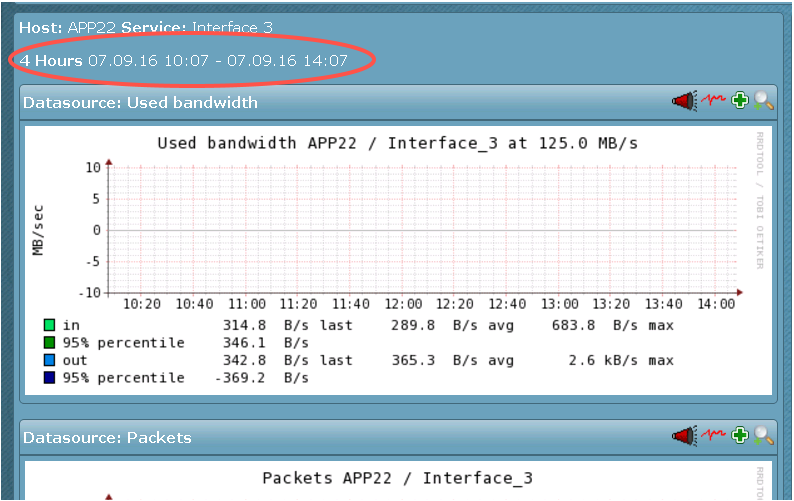 Host: APP22 Service: Interface 3
4 Hours 07.09.16 10:07 - 07.09.16 14:07
Datasource: Used bandwidth
Used bandwidth APP22 / Interface_3 at 125.0 MB/s
RRDTOOL / TOBI OETIKER
MB/sec
10
5
0
-5
-10
10:20 10:40 11:00 11:20 11:40 12:00 12:20 12:40 13:00 13:20 13:40 14:00
in 314.8 B/s last 289.8 B/s avg 683.8 B/s max
95% percentile 346.1 B/s
out 342.8 B/s last 365.3 B/s avg 2.6 kB/s max
95% percentile -369.2 B/s
Datasource: Packets
Packets APP22 / Interface_3